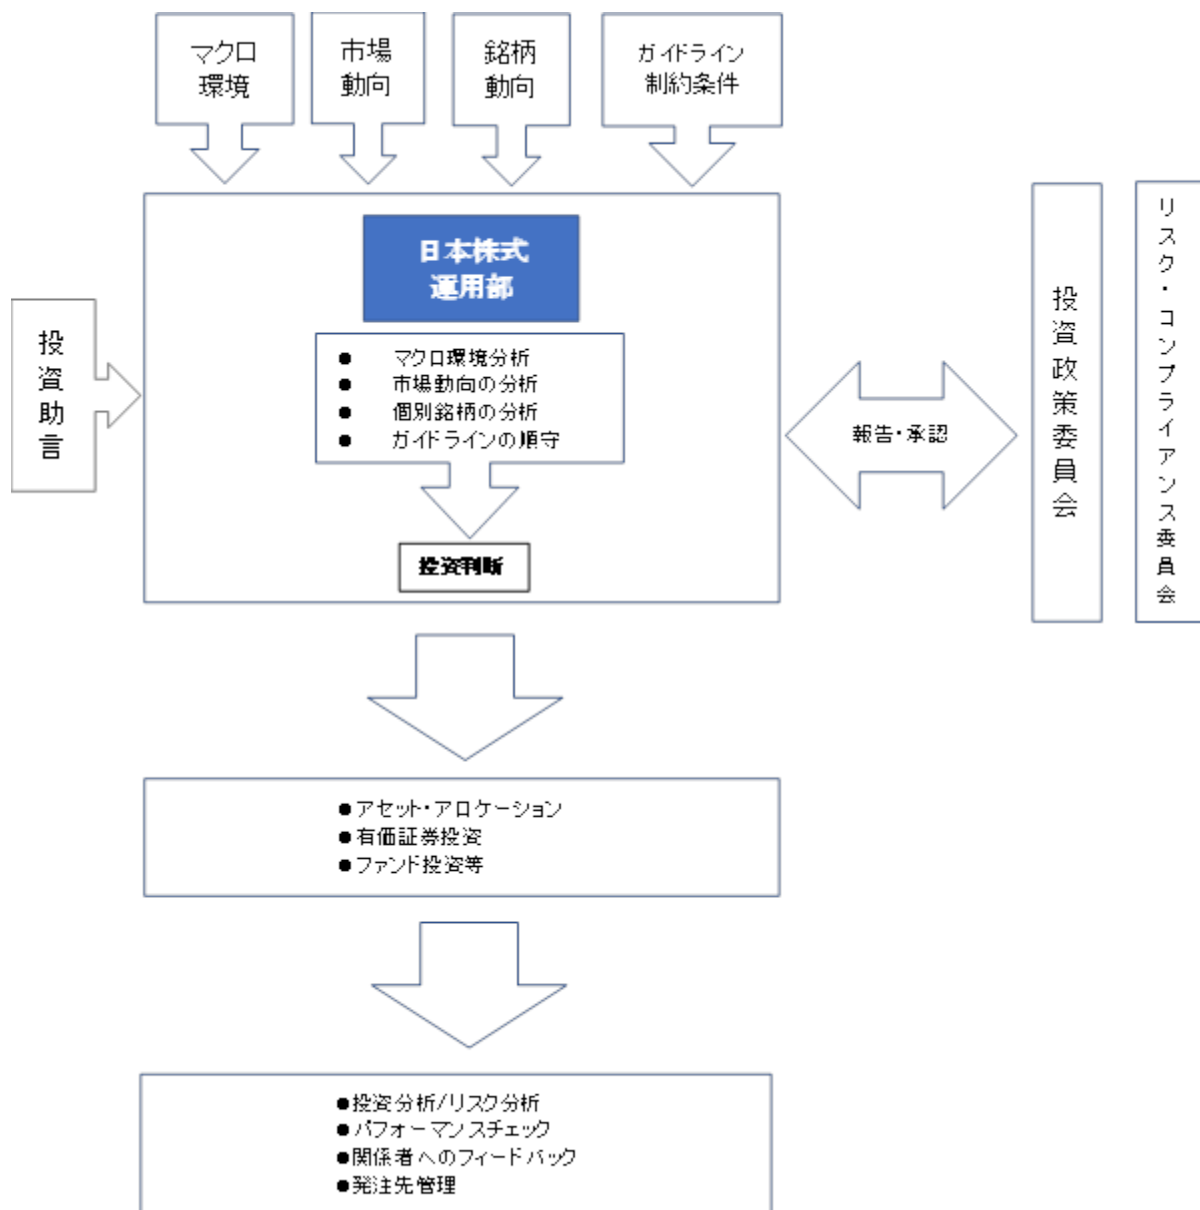 マクロ
環境
市場
動向
銘柄
動向
ガイドライン
制約条件
日本株式
運用部
● マクロ環境分析
● 市場動向の分析
● 個別銘柄の分析
● ガイドラインの順守
投資判断
投資助言
報告・承認
投資政策委員会
リスク・コンプライアンス委員会
●アセット・アロケーション
●有価証券投資
●ファンド投資等
●投資分析/リスク分析
●パフォーマンスチェック
●関係者へのフィードバック
●発注先管理